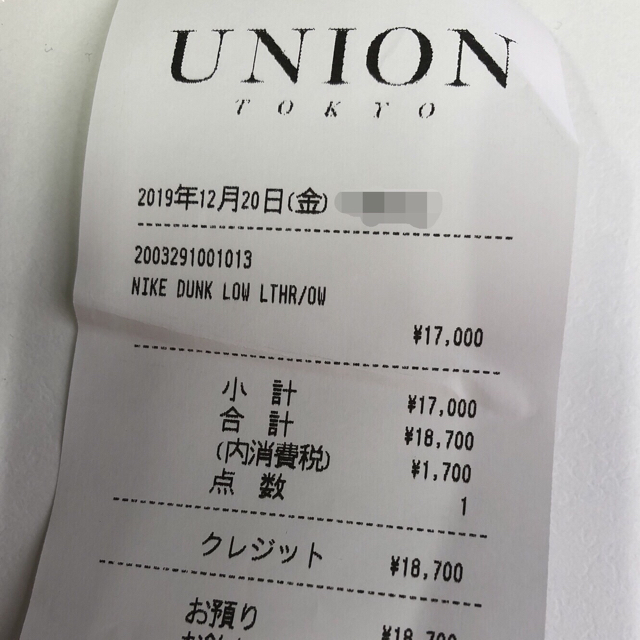 UNION
TOKYO
2019年12月20日(金)
2003291001013
NIKE DUNK LOW LTHR/OW
¥17,000
小 計 ¥17,000
合 計 ¥18,700
(内消費税) ¥1,700
点 数 1
クレジット ¥18,700
お預り ¥18,700